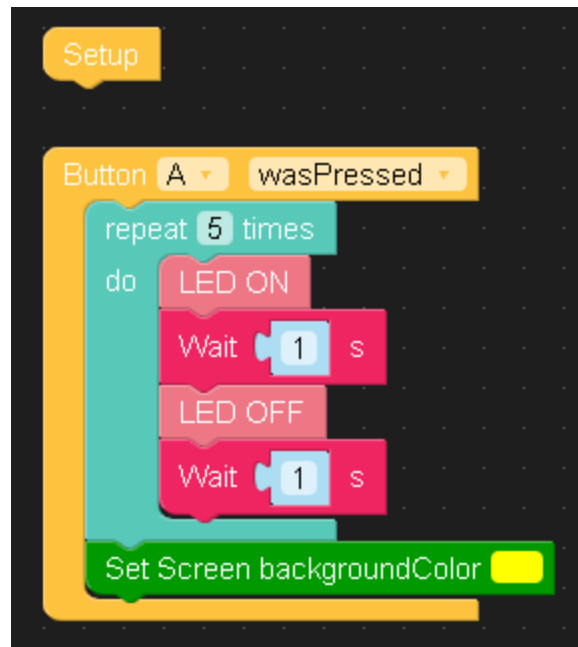 Setup
Button A wasPressed
repeat 5 times
do LED ON
Wait 1 s
LED OFF
Wait 1 s
Set Screen backgroundColor